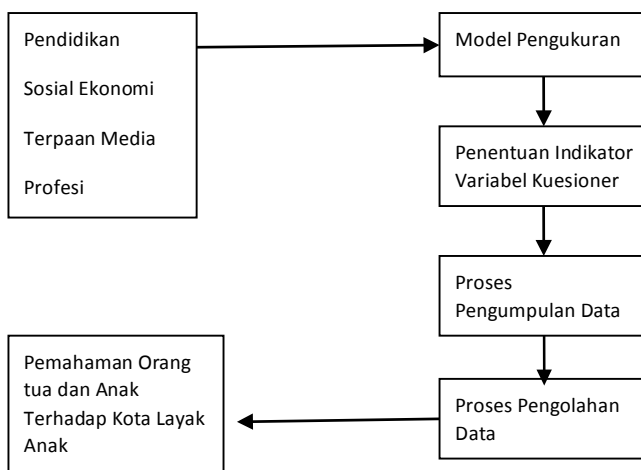 Pendidikan
Sosial Ekonomi
Terpaan Media
Profesi
Model Pengukuran
Penentuan Indikator
Variabel Kuesioner
Proses
Pengumpulan Data
Proses Pengolahan
Data
Pemahaman Orang
tua dan Anak
Terhadap Kota Layak
Anak